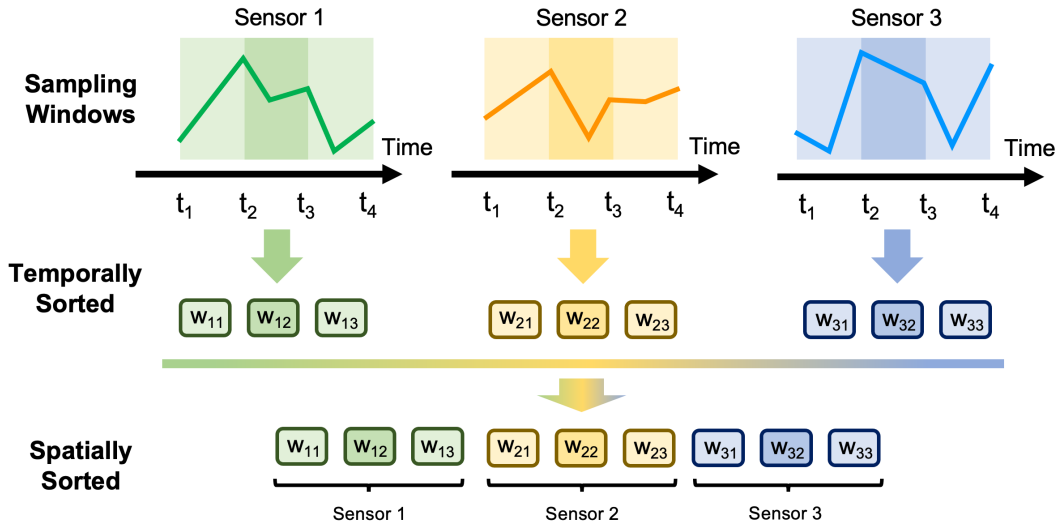 Sensor 1
Sensor 2
Sensor 3
Sampling
Windows
Time
Time
Time
t1 t2 t3 t4
t1 t2 t3 t4
t1 t2 t3 t4
Temporally
Sorted
w11 w12 w13
w21 w22 w23
w31 w32 w33
Spatially
Sorted
w11 w12 w13 w21 w22 w23 w31 w32 w33
Sensor 1
Sensor 2
Sensor 3